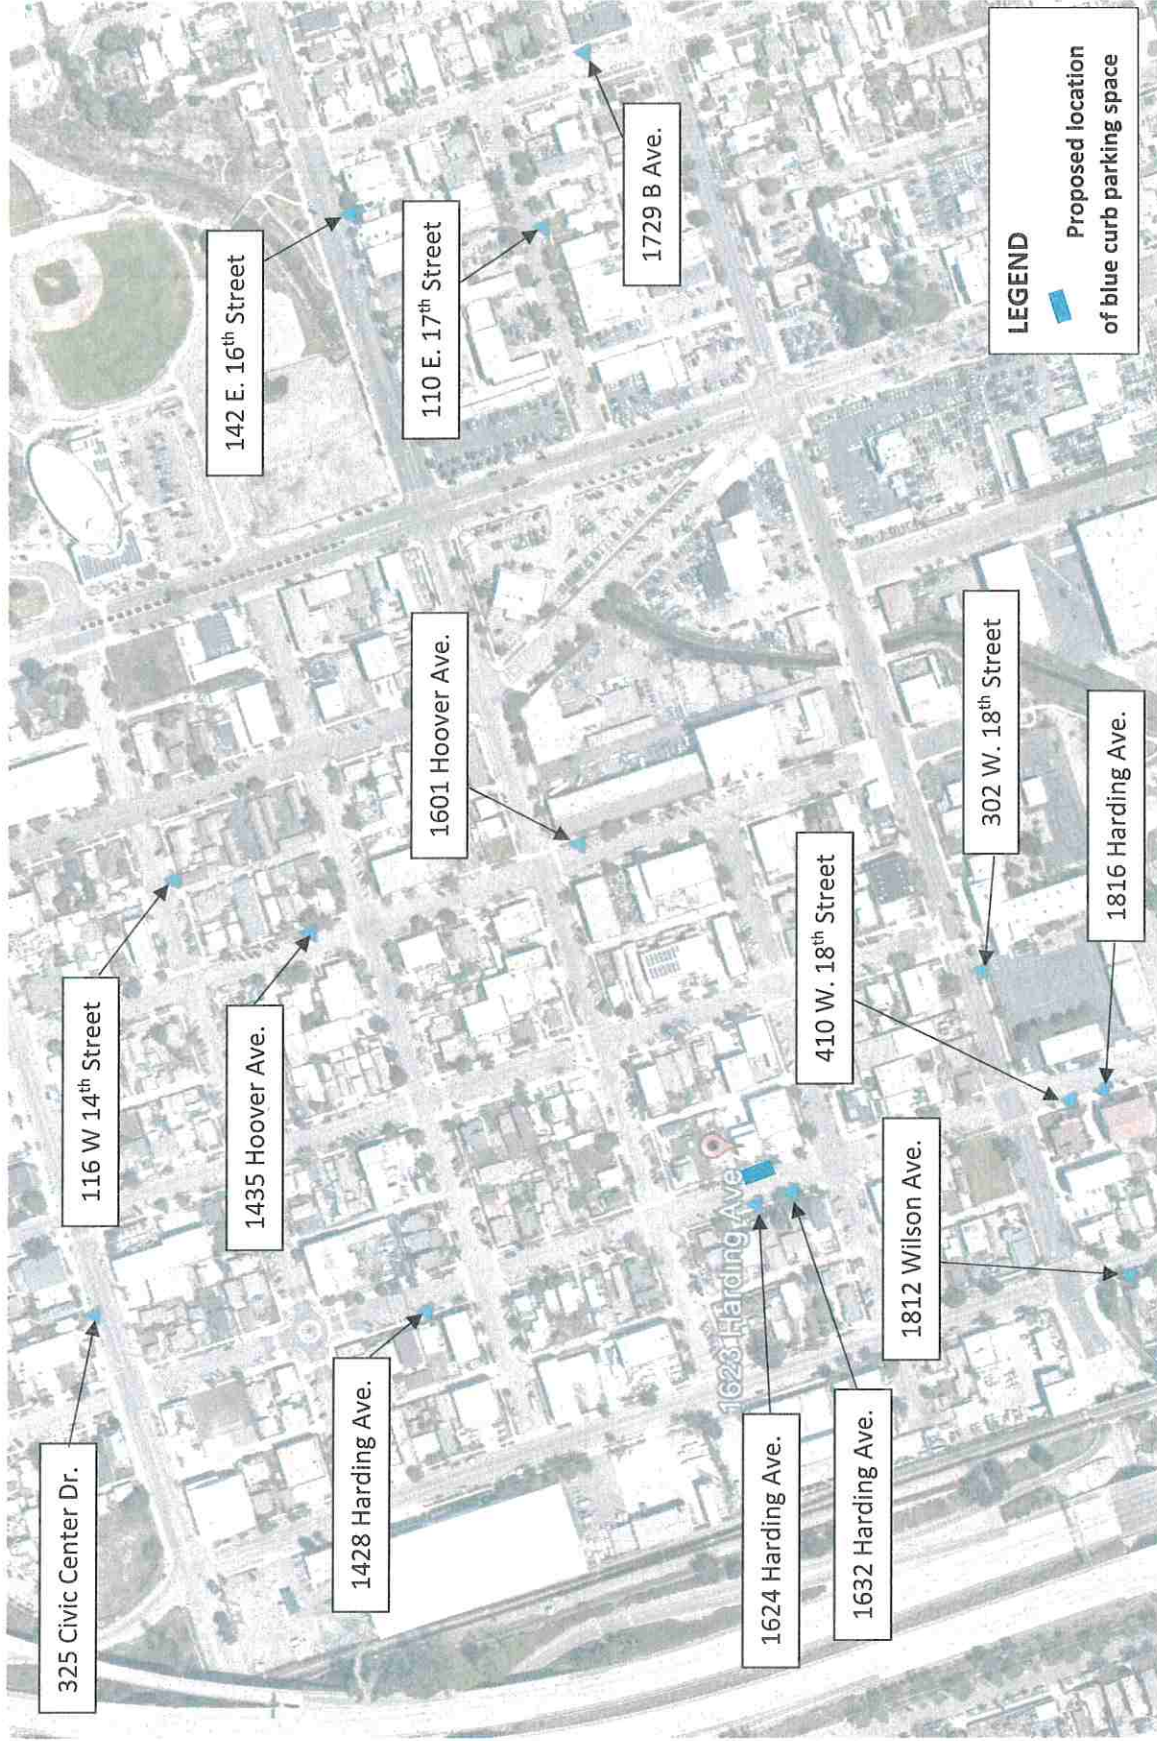 325 Civic Center Dr.
116 W 14th Street
142 E. 16th Street
1435 Hoover Ave.
1428 Harding Ave.
1601 Hoover Ave.
110 E. 17th Street
1729 B Ave.
1623 Harding Ave
1624 Harding Ave.
1632 Harding Ave.
410 W. 18th Street
1812 Wilson Ave.
302 W. 18th Street
1816 Harding Ave.
LEGEND
Proposed location
of blue curb parking space